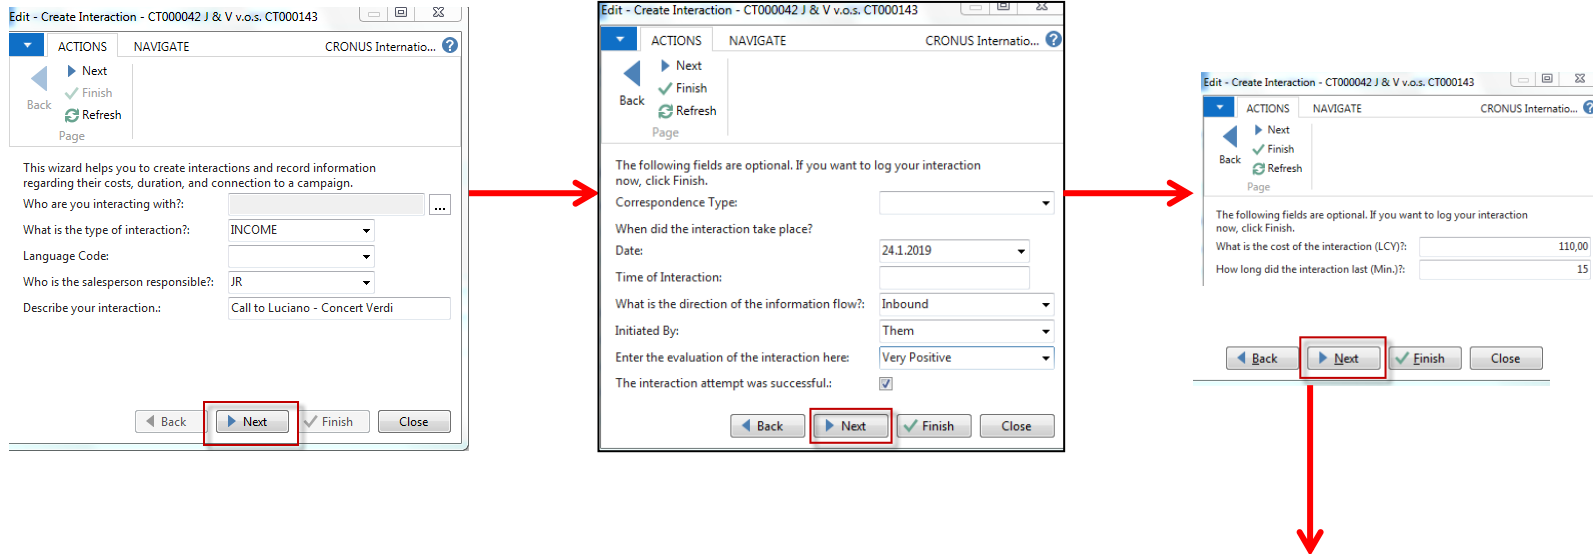 Edit - Create Interaction - CT000042 J & V v.o.s. CT000143
ACTIONS NAVIGATE CRONUS Internatio... ?
Next
Finish
Back
Refresh
Page
This wizard helps you to create interactions and record information
regarding their costs, duration, and connection to a campaign.
Who are you interacting with?: ...
What is the type of interaction?: INCOME
Language Code:
Who is the salesperson responsible?: JR
Describe your interaction.: Call to Luciano - Concert Verdi
Back Next Finish Close
Edit - Create Interaction - CT000042 J & V v.o.s. CT000143
ACTIONS NAVIGATE CRONUS Internatio... ?
Next
Finish
Back
Refresh
Page
The following fields are optional. If you want to log your interaction
now, click Finish.
Correspondence Type:
When did the interaction take place?
Date: 24.1.2019
Time of Interaction:
What is the direction of the information flow?: Inbound
Initiated By: Them
Enter the evaluation of the interaction here: Very Positive
The interaction attempt was successful.:
Back Next Finish Close
Edit - Create Interaction - CT000042 J & V v.o.s. CT000143
ACTIONS NAVIGATE CRONUS Internatio... ?
Next
Finish
Back
Refresh
Page
The following fields are optional. If you want to log your interaction
now, click Finish.
What is the cost of the interaction (LCY)?: 110,00
How long did the interaction last (Min.)?: 15
Back Next Finish Close